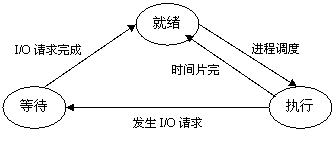 就绪
I/O 请求完成
进程调度
时间片完
等待
执行
发生 I/O 请求